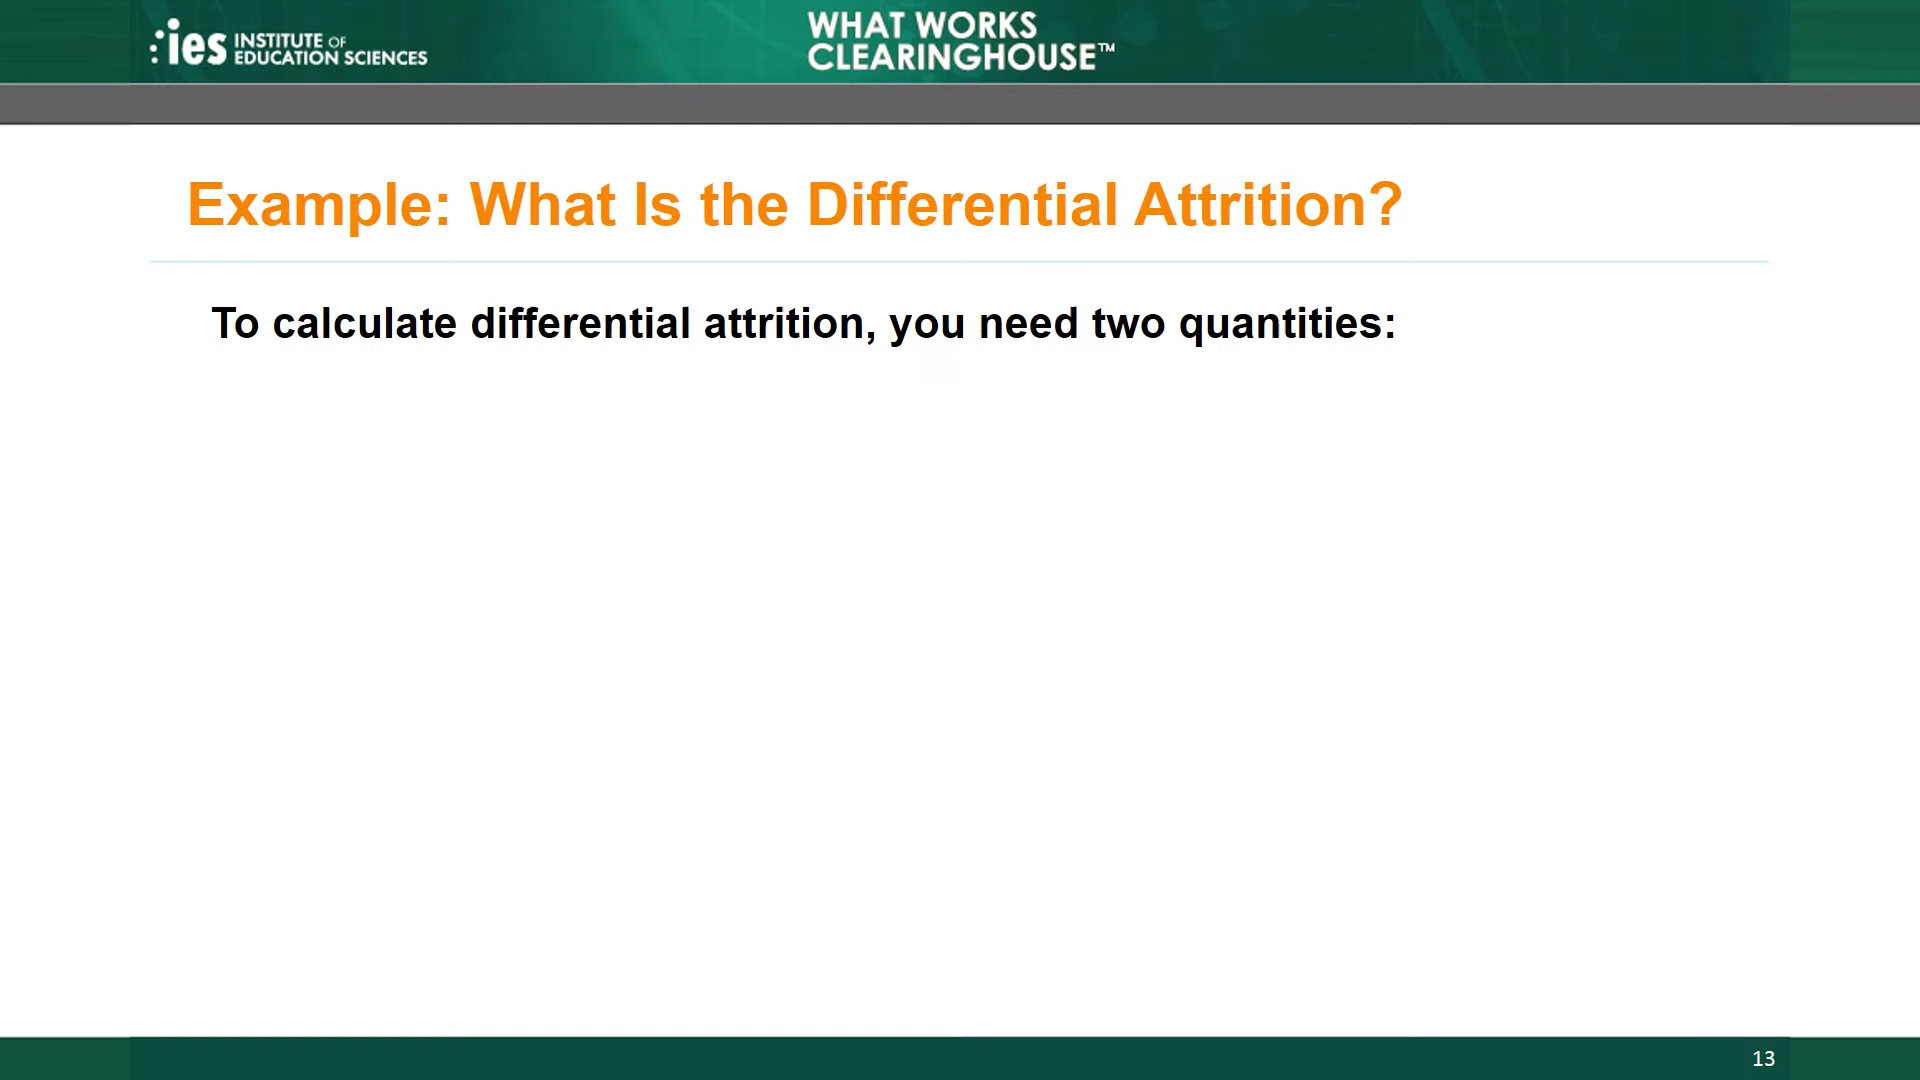 ies INSTITUTE OF
EDUCATION SCIENCES
WHAT WORKS
CLEARINGHOUSE™
Example: What Is the Differential Attrition?
To calculate differential attrition, you need two quantities:
13